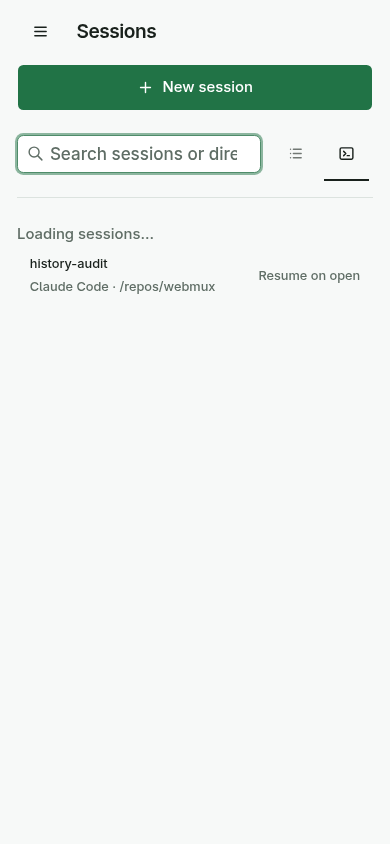 Sessions
New session
Search sessions or dire
Loading sessions...
history-audit
Claude Code · /repos/webmux
Resume on open